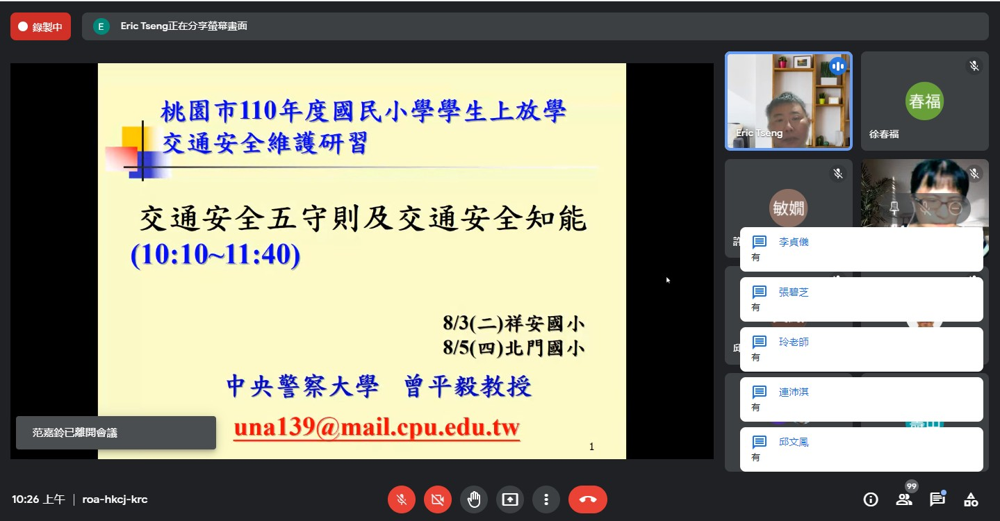 錄製中
E
Eric Tseng正在分享螢幕畫面
桃園市110年度國民小學學生上放學
交通安全維護研習
交通安全五守則及交通安全知能
(10:10~11:40)
8/3(二)祥安國小
8/5(四)北門國小
中央警察大學 曾平毅教授
una139@mail.cpu.edu.tw
1
范嘉鈴已離開會議
Eric Tseng
春福
徐春福
敏嫺
許
李貞儀
有
張碧芝
有
邱
玲老師
有
連沛淇
有
邱文鳳
有
10:26 上午
roa-hkcj-krc
99